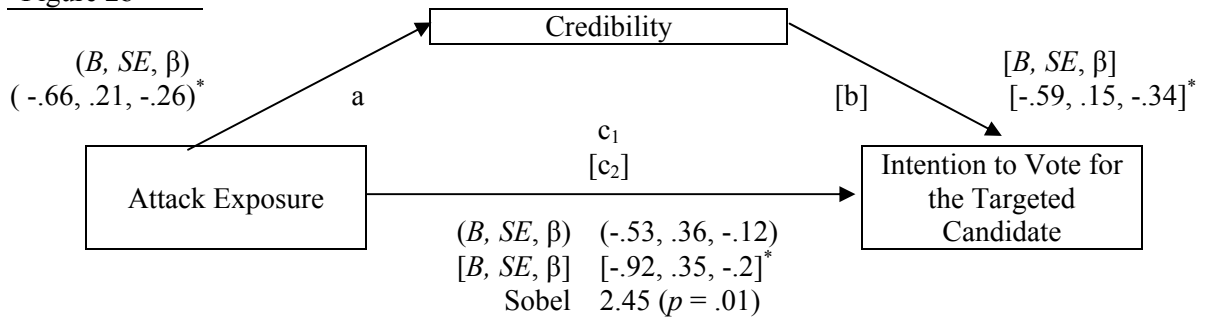 Figure 2b
Credibility
(B, SE, β)
( -.66, .21, -.26)*
a
[b]
[B, SE, β]
[-.59, .15, -.34]*
c₁
[c₂]
Attack Exposure
Intention to Vote for
the Targeted
Candidate
(B, SE, β) (-.53, .36, -.12)
[B, SE, β] [-.92, .35, -.2]*
Sobel 2.45 (p = .01)